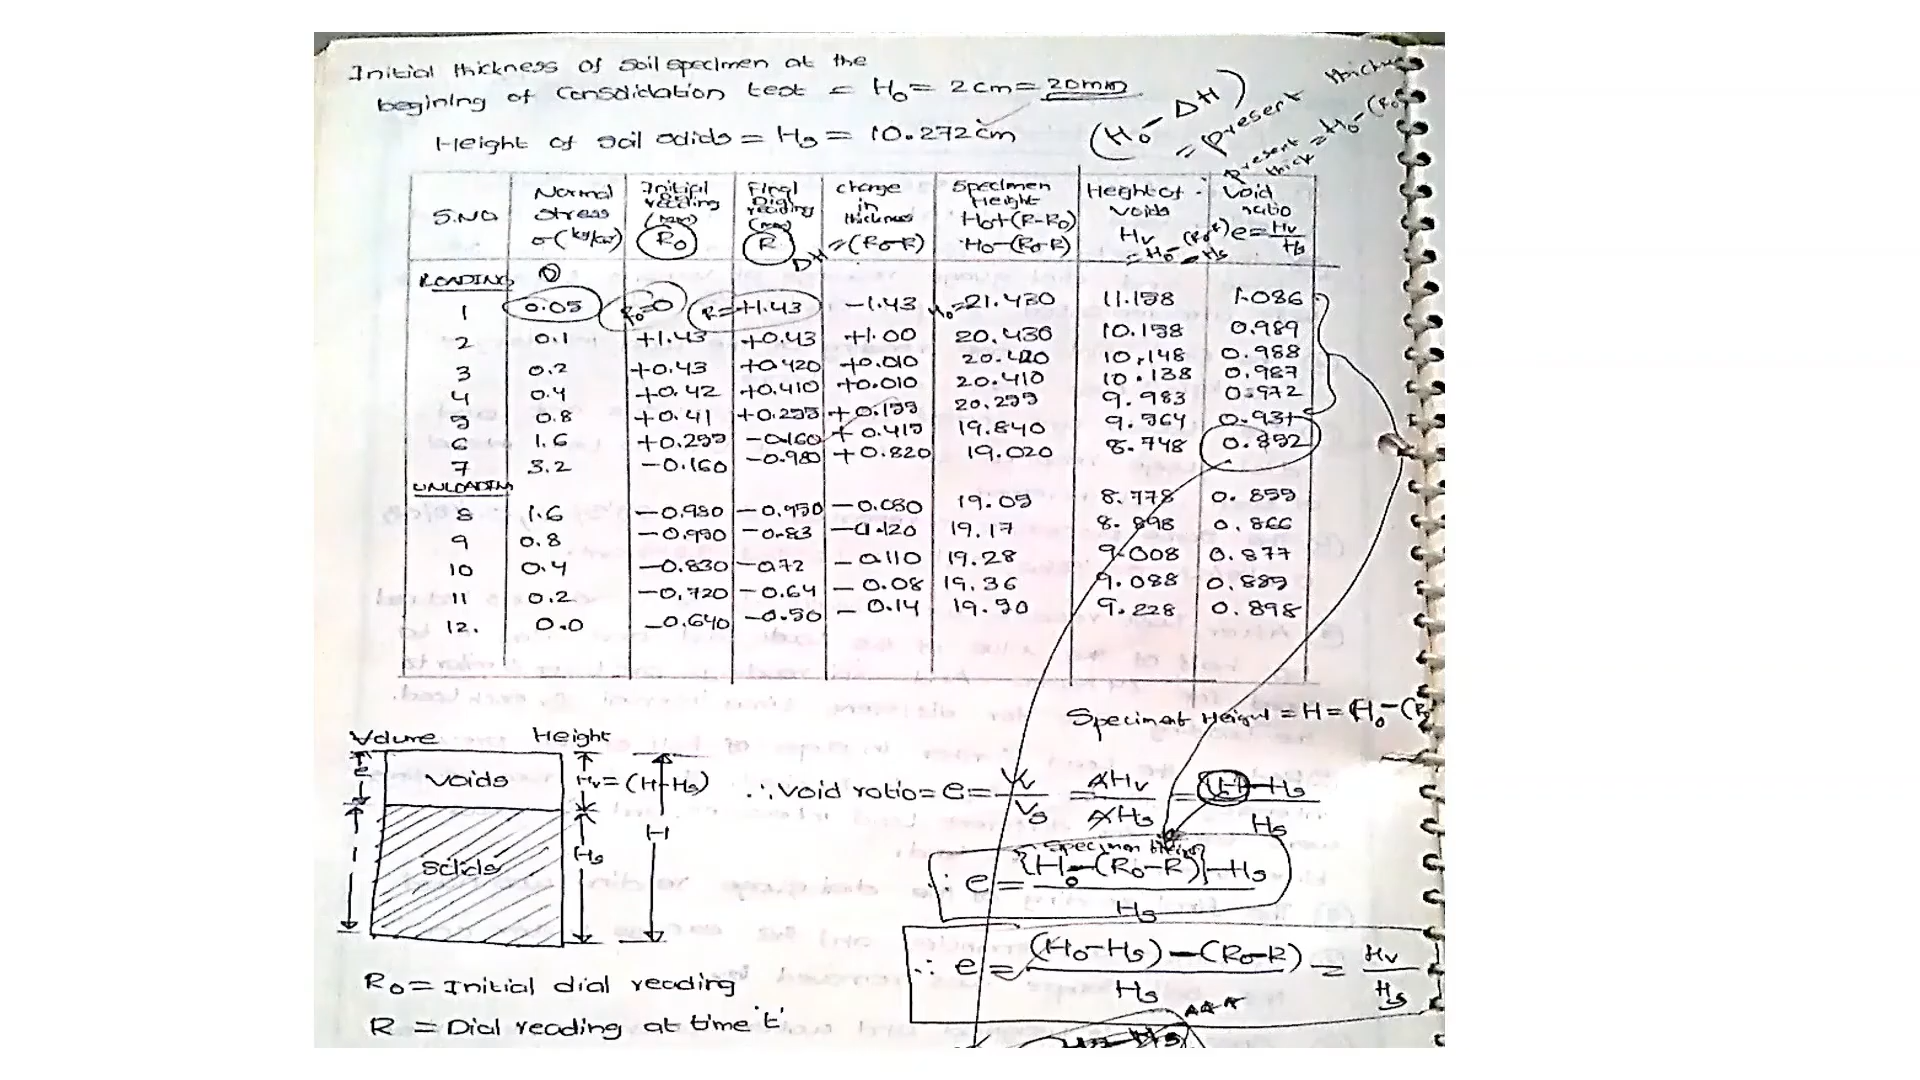 Initial thickness of soil specimen at the
begining of Consolidation test = H₀ = 2 cm = 20mm
Height of soil solids = Hs = 10.272 cm
(H₀ - ΔH)
= present thickness
Present thick = H₀ - (R₀
S.NO | Normal stress σ (kg/cm²) | Initial Dial reading (mm) R₀ | Final Dial reading (mm) R | change in thickness ΔH = (R₀-R) | Specimen Height H₀+(R-R₀) H₀-(R₀-R) | Height of voids Hv = H₀-(R₀-R)-Hs | Void ratio e = Hv/Hs
LOADING 0
1 | 0.05 | R₀=0 | R=+1.43 | -1.43 | H₀=21.430 | 11.158 | 1.086
2 | 0.1 | +1.43 | +0.43 | +1.00 | 20.430 | 10.158 | 0.989
3 | 0.2 | +0.43 | +0.420 | +0.010 | 20.420 | 10.148 | 0.988
4 | 0.4 | +0.42 | +0.410 | +0.010 | 20.410 | 10.138 | 0.987
5 | 0.8 | +0.41 | +0.255 | +0.155 | 20.255 | 9.983 | 0.972
6 | 1.6 | +0.255 | -0.160 | +0.415 | 19.840 | 9.564 | 0.931
7 | 3.2 | -0.160 | -0.980 | +0.820 | 19.020 | 8.748 | 0.852
UNLOADING
8 | 1.6 | -0.980 | -0.950 | -0.030 | 19.05 | 8.778 | 0.855
9 | 0.8 | -0.950 | -0.83 | -0.120 | 19.17 | 8.898 | 0.866
10 | 0.4 | -0.830 | -0.72 | -0.110 | 19.28 | 9.008 | 0.877
11 | 0.2 | -0.720 | -0.64 | -0.08 | 19.36 | 9.088 | 0.885
12. | 0.0 | -0.640 | -0.50 | -0.14 | 19.50 | 9.228 | 0.898
Speciment Height = H = H₀-(R₀
Volume Height
e voids Hv=(H-Hs)
1 solids Hs H
∴ Void ratio = e = Vv/Vs = AHv/AHs = (H-Hs)/Hs
Specimen Height
∴ e = ({H₀-(R₀-R)}-Hs)/Hs
∴ e = ((H₀-Hs)-(R₀-R))/Hs = Hv/Hs
R₀ = Initial dial reading
R = Dial reading at time 't'